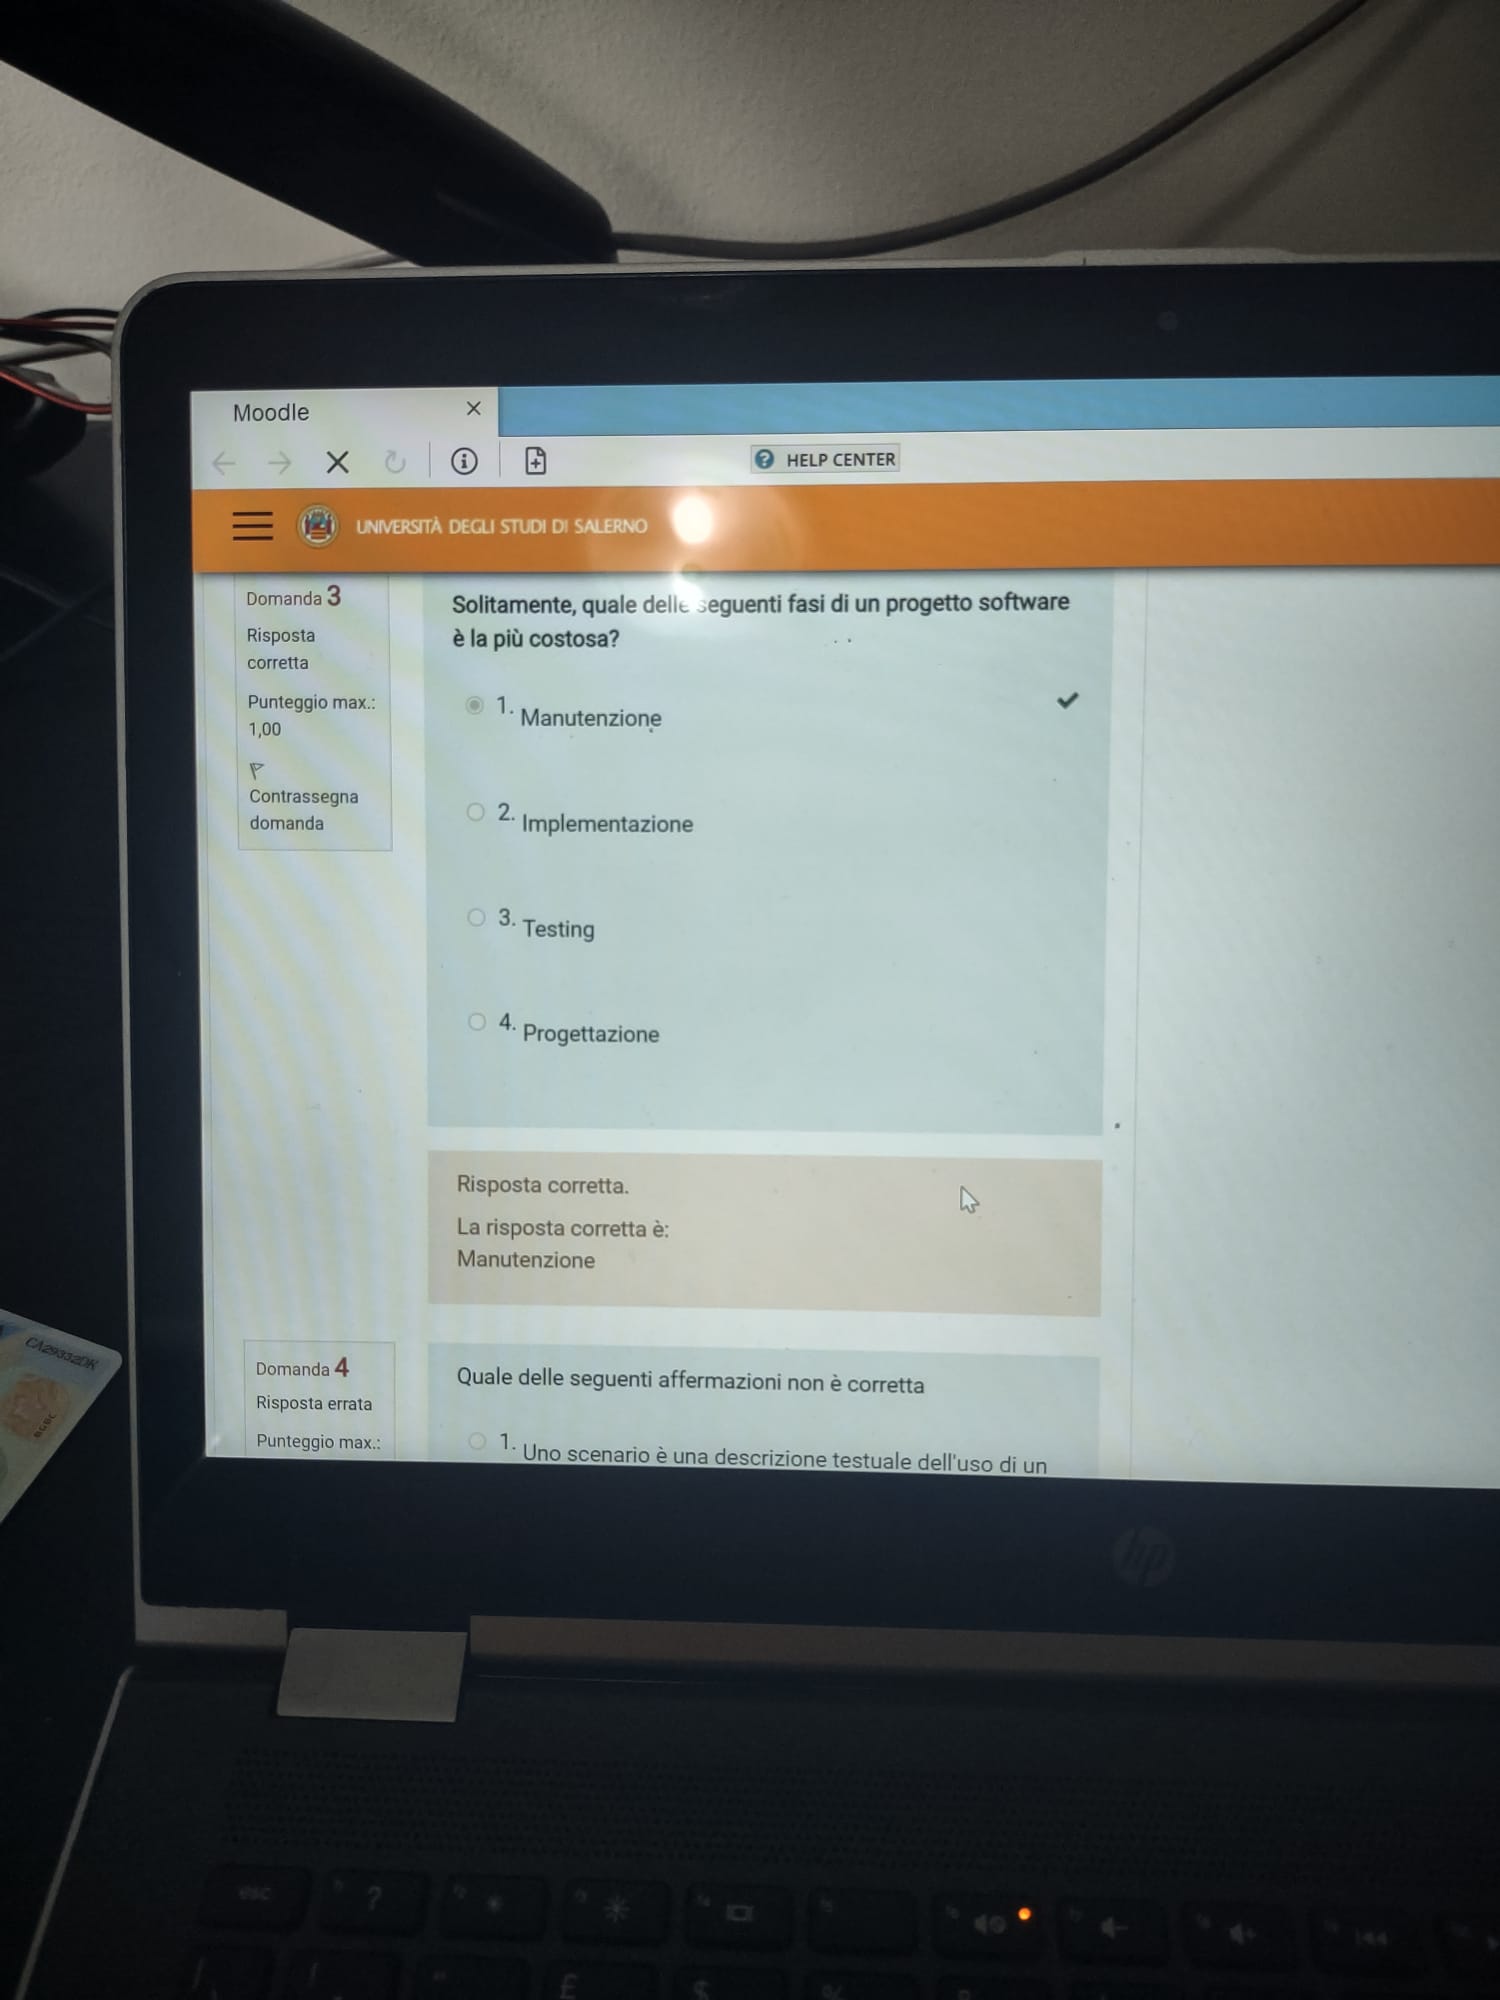 Moodle
HELP CENTER
UNIVERSITÀ DEGLI STUDI DI SALERNO
Domanda 3
Risposta
corretta
Punteggio max.:
1,00
Contrassegna
domanda
Solitamente, quale delle seguenti fasi di un progetto software
è la più costosa?
1. Manutenzione
2. Implementazione
3. Testing
4. Progettazione
Risposta corretta.
La risposta corretta è:
Manutenzione
Domanda 4
Risposta errata
Punteggio max.:
Quale delle seguenti affermazioni non è corretta
1. Uno scenario è una descrizione testuale dell'uso di un
CA29332DK
hp
esc
?
£
$